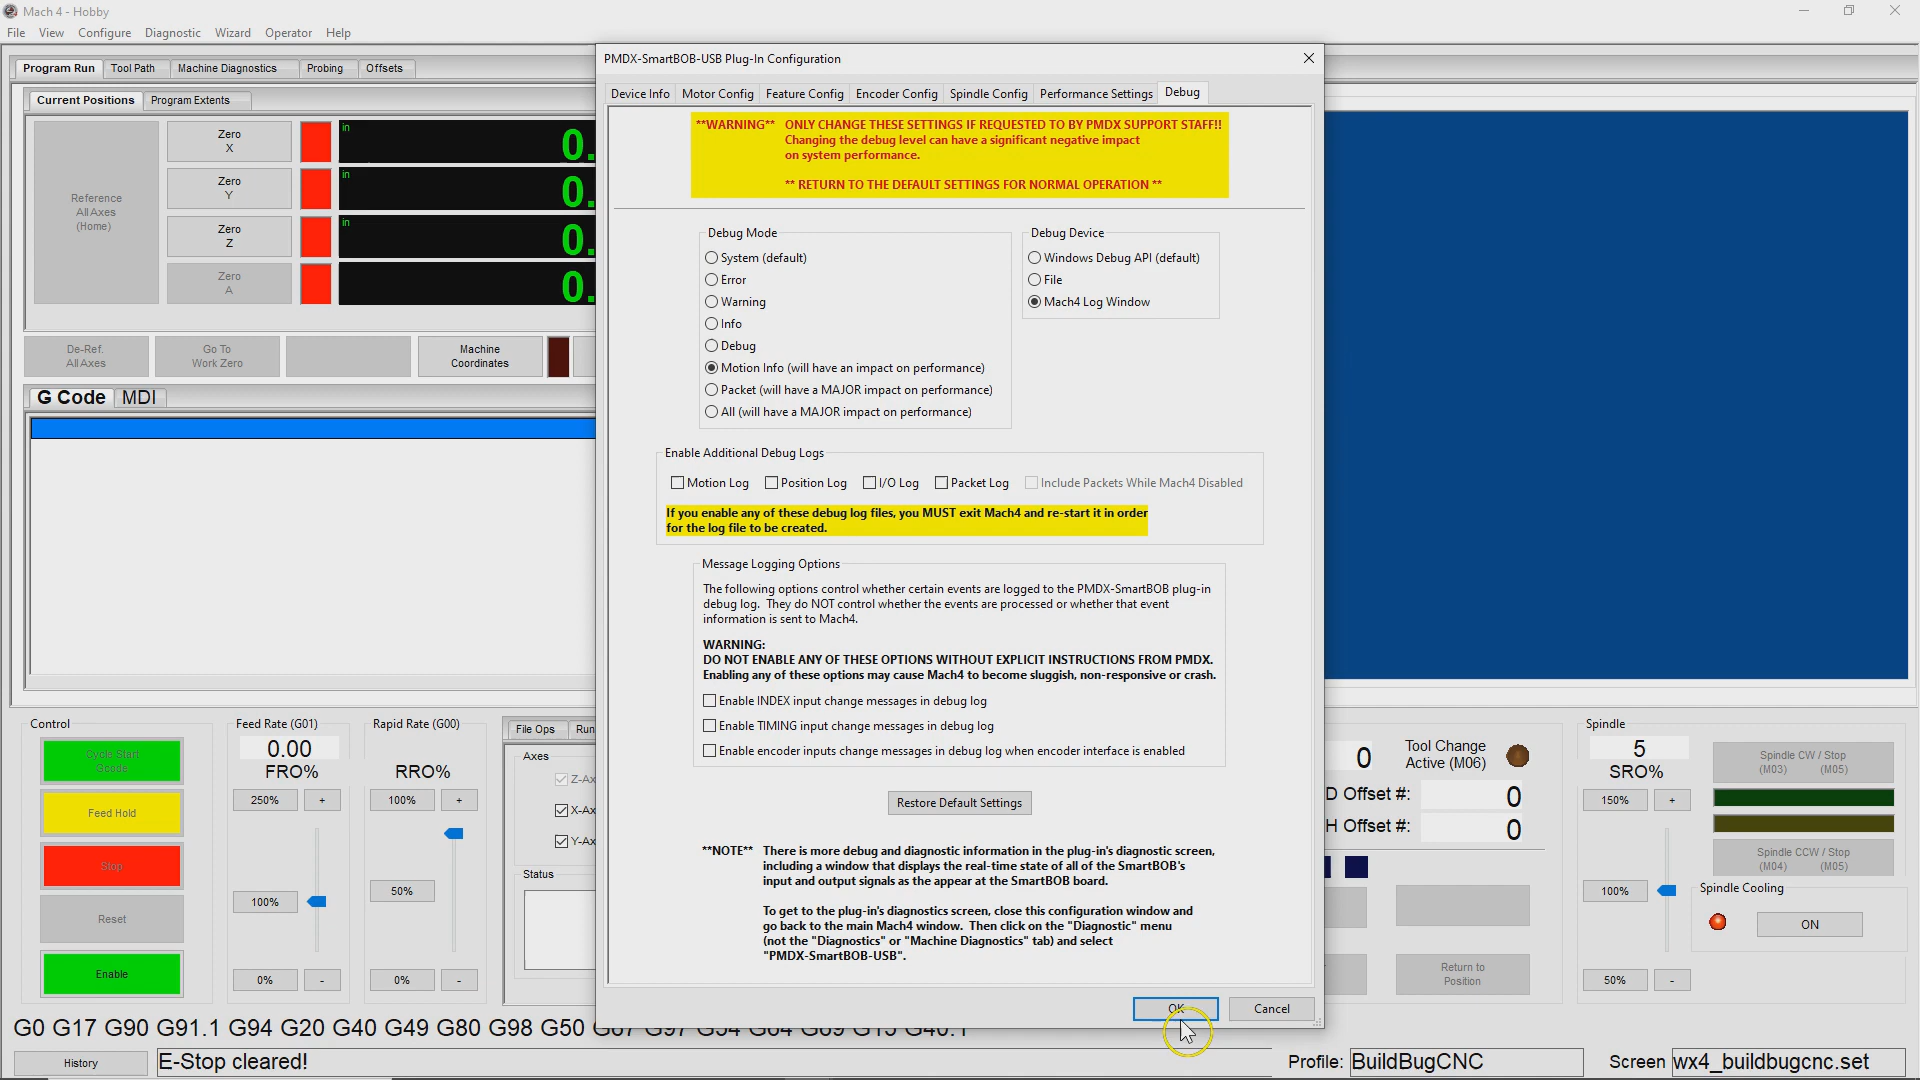 Mach 4 - Hobby
File View Configure Diagnostic Wizard Operator Help
Program Run Tool Path Machine Diagnostics Probing Offsets
Current Positions Program Extents
Reference
All Axes
(Home)
Zero
X
in
0.
Zero
Y
in
0.
Zero
Z
in
0.
Zero
A
0.
De-Ref.
All Axes
Go To
Work Zero
Machine
Coordinates
G Code MDI
PMDX-SmartBOB-USB Plug-In Configuration
Device Info Motor Config Feature Config Encoder Config Spindle Config Performance Settings Debug
**WARNING** ONLY CHANGE THESE SETTINGS IF REQUESTED TO BY PMDX SUPPORT STAFF!!
Changing the debug level can have a significant negative impact
on system performance.
** RETURN TO THE DEFAULT SETTINGS FOR NORMAL OPERATION **
Debug Mode
System (default)
Error
Warning
Info
Debug
Motion Info (will have an impact on performance)
Packet (will have a MAJOR impact on performance)
All (will have a MAJOR impact on performance)
Debug Device
Windows Debug API (default)
File
Mach4 Log Window
Enable Additional Debug Logs
Motion Log Position Log I/O Log Packet Log Include Packets While Mach4 Disabled
If you enable any of these debug log files, you MUST exit Mach4 and re-start it in order
for the log file to be created.
Message Logging Options
The following options control whether certain events are logged to the PMDX-SmartBOB plug-in
debug log. They do NOT control whether the events are processed or whether that event
information is sent to Mach4.
WARNING:
DO NOT ENABLE ANY OF THESE OPTIONS WITHOUT EXPLICIT INSTRUCTIONS FROM PMDX.
Enabling any of these options may cause Mach4 to become sluggish, non-responsive or crash.
Enable INDEX input change messages in debug log
Enable TIMING input change messages in debug log
Enable encoder inputs change messages in debug log when encoder interface is enabled
Restore Default Settings
**NOTE** There is more debug and diagnostic information in the plug-in's diagnostic screen,
including a window that displays the real-time state of all of the SmartBOB's
input and output signals as the appear at the SmartBOB board.
To get to the plug-in's diagnostics screen, close this configuration window and
go back to the main Mach4 window. Then click on the "Diagnostic" menu
(not the "Diagnostics" or "Machine Diagnostics" tab) and select
"PMDX-SmartBOB-USB".
OK Cancel
Control
Cycle Start
Gcode
Feed Hold
Stop
Reset
Enable
Feed Rate (G01)
0.00
FRO%
250% +
100%
0% -
Rapid Rate (G00)
RRO%
100% +
50%
0% -
File Ops Run
Axes
Z-Ax
X-Ax
Y-Ax
Status
0
Tool Change
Active (M06)
D Offset #: 0
H Offset #: 0
Return to
Position
Spindle
5
SRO%
150% +
100%
50% -
Spindle CW / Stop
(M03) (M05)
Spindle CCW / Stop
(M04) (M05)
Spindle Cooling
ON
G0 G17 G90 G91.1 G94 G20 G40 G49 G80 G98 G50
History E-Stop cleared!
Profile: BuildBugCNC Screen wx4_buildbugcnc.set